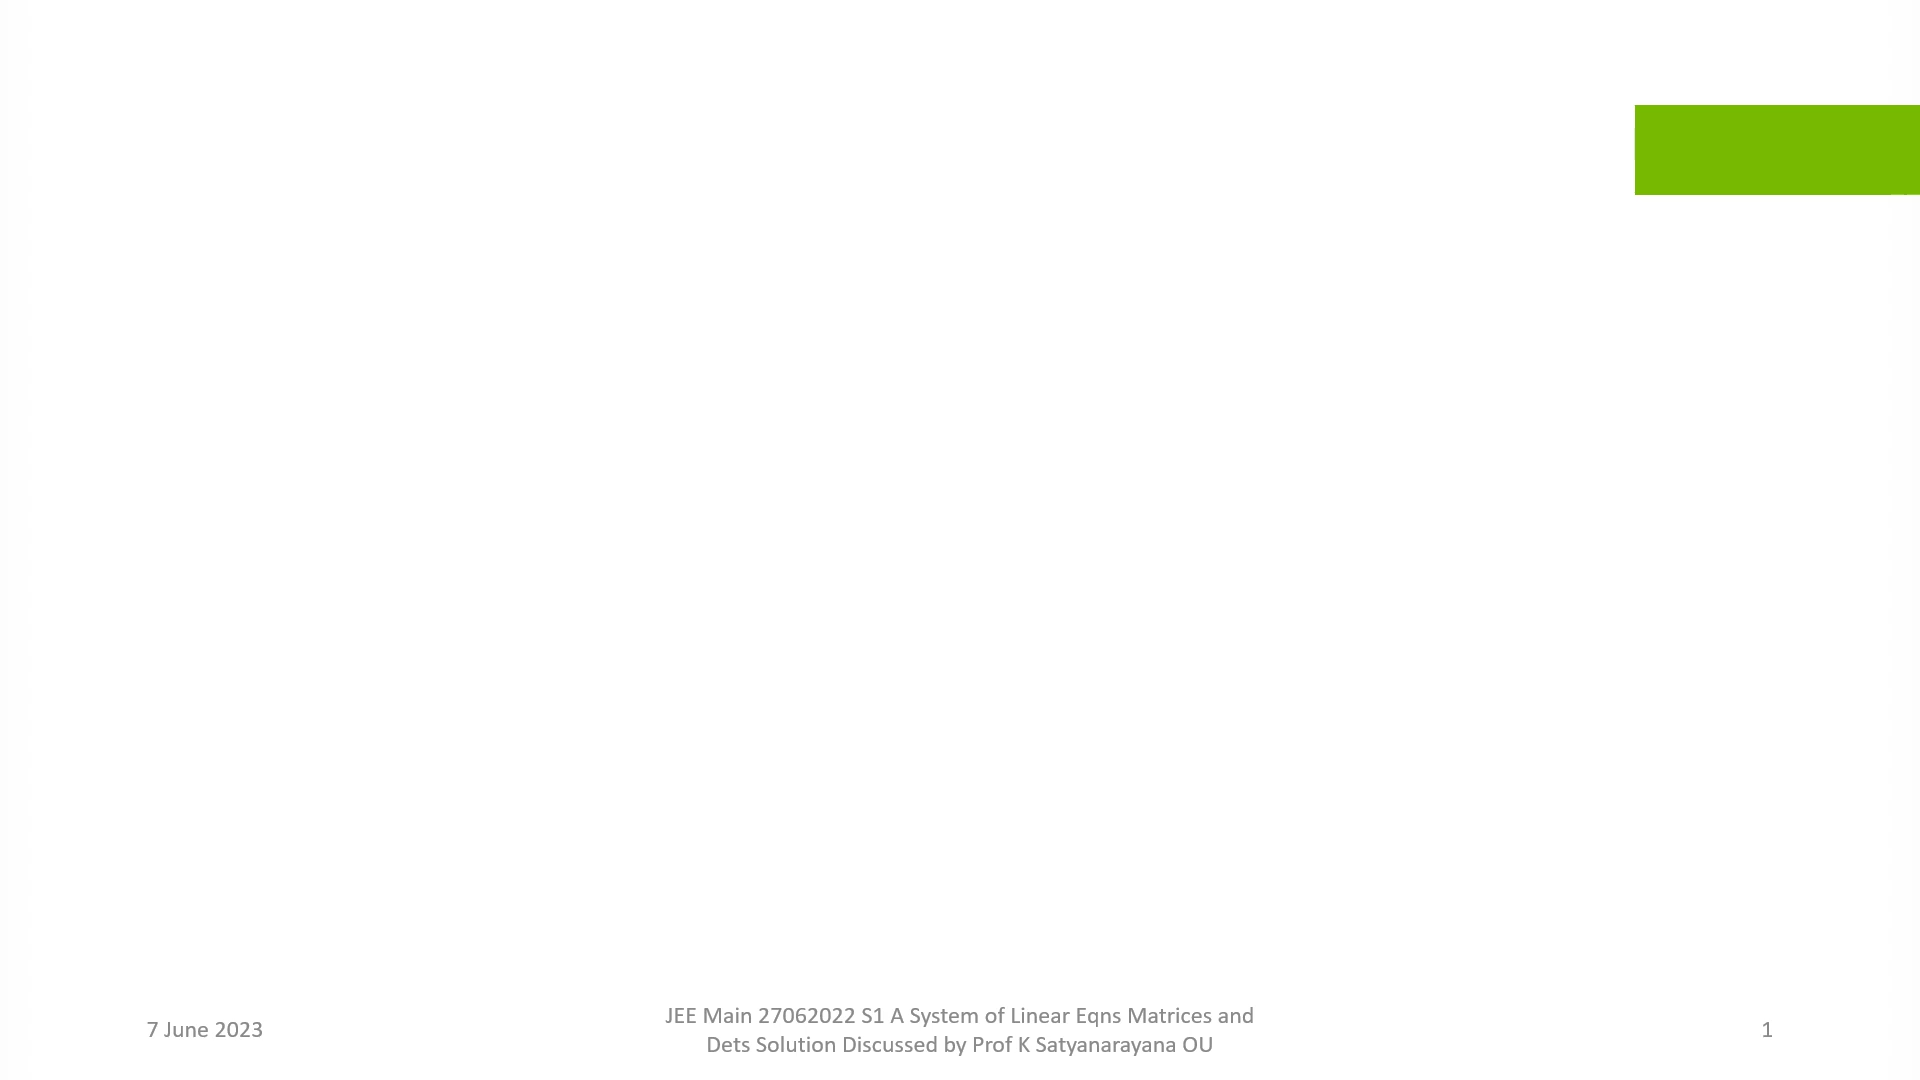 7 June 2023
JEE Main 27062022 S1 A System of Linear Eqns Matrices and
Dets Solution Discussed by Prof K Satyanarayana OU
1